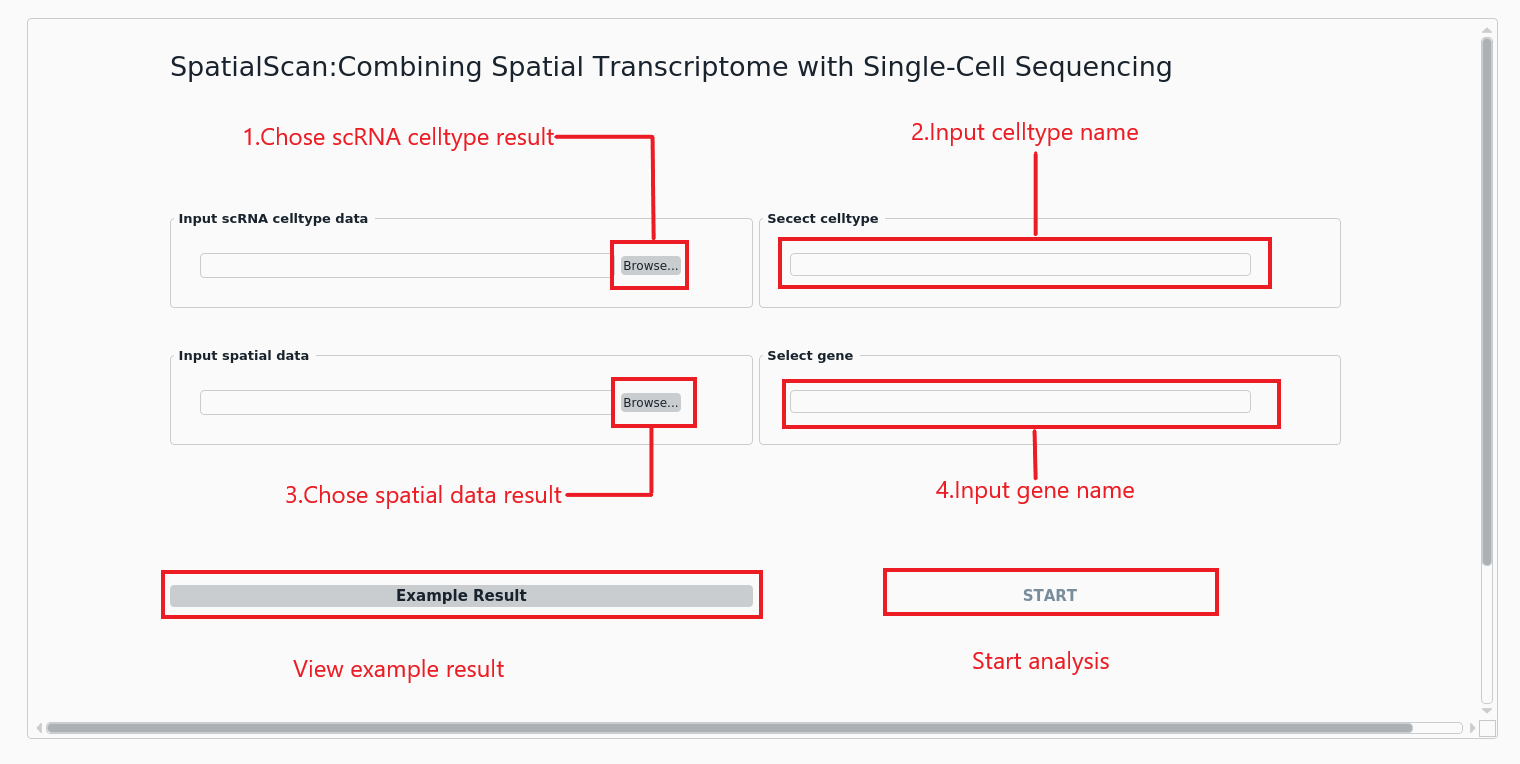 SpatialScan:Combining Spatial Transcriptome with Single-Cell Sequencing
1.Chose scRNA celltype result
2.Input celltype name
Input scRNA celltype data
Secect celltype
Browse...
Input spatial data
Select gene
Browse...
3.Chose spatial data result
4.Input gene name
Example Result
START
View example result
Start analysis